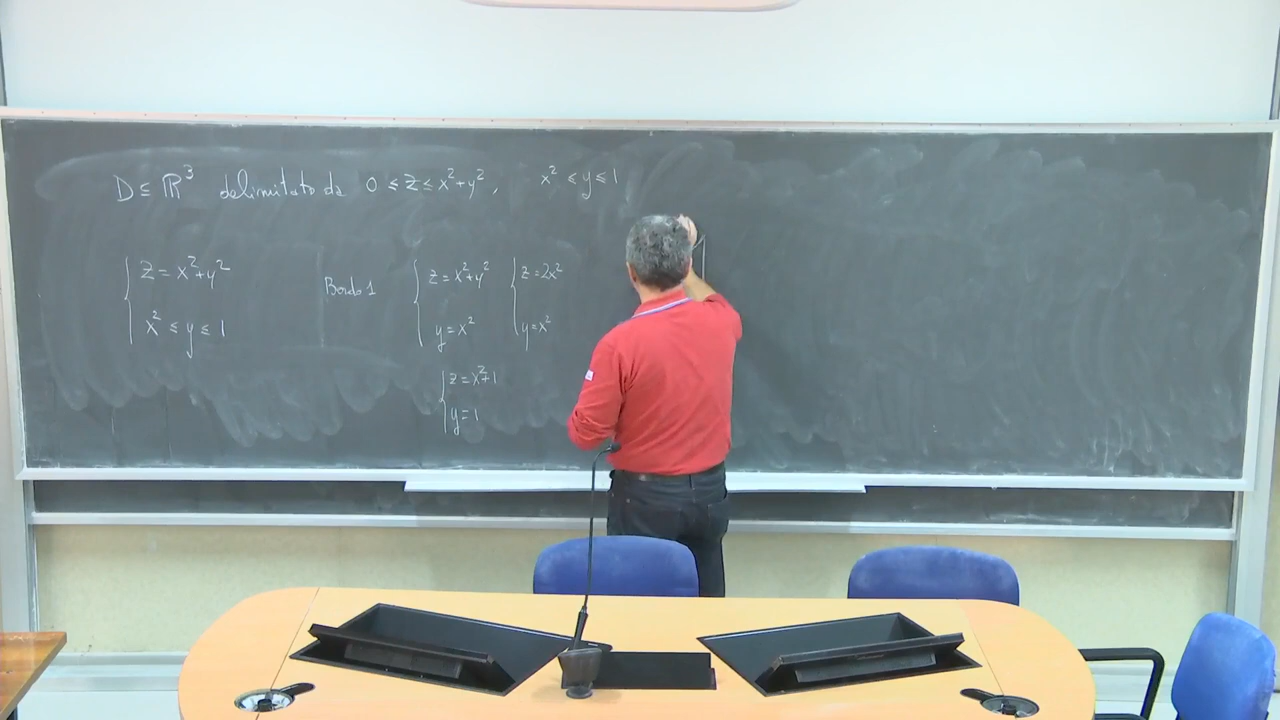 D ⊆ ℝ³ delimitato da 0 ≤ z ≤ x²+y², x² ≤ y ≤ 1
{ z = x²+y²
x² ≤ y ≤ 1
Bordo 1
{ z = x²+y²
y = x²
{ z = 2x²
y = x²
{ z = x²+1
y = 1